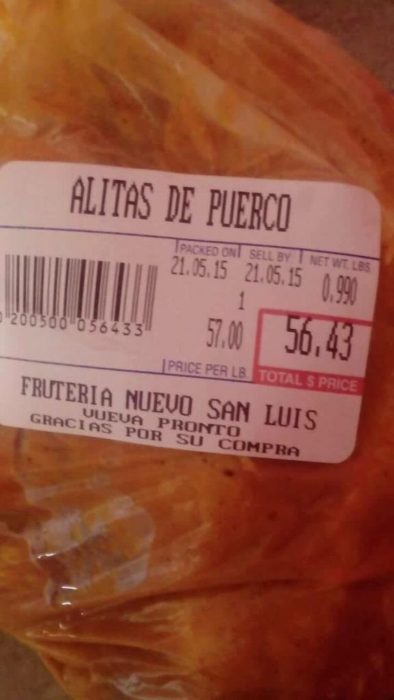 ALITAS DE PUERCO
PACKED ON SELL BY NET WT. LBS
21.05.15 21.05.15 0.990
1
57.00 56.43
PRICE PER LB. TOTAL $ PRICE
0 200500 056433
FRUTERIA NUEVO SAN LUIS
VUEVA PRONTO
GRACIAS POR SU COMPRA